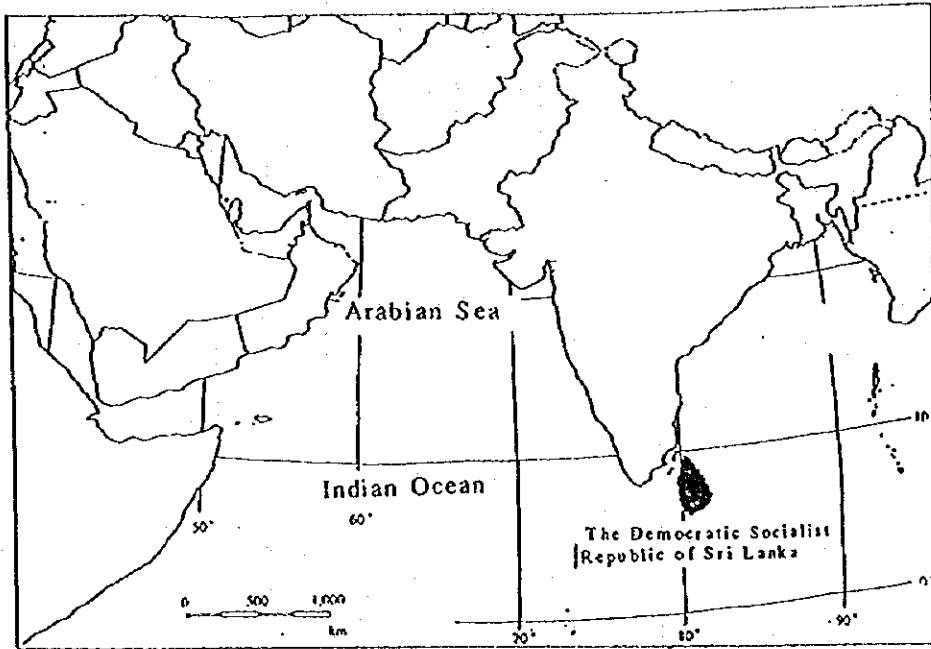 Arabian Sea
10
Indian Ocean
50°
60°
The Democratic Socialist
Republic of Sri Lanka
0
0 500 1,000
km
70°
80°
90°